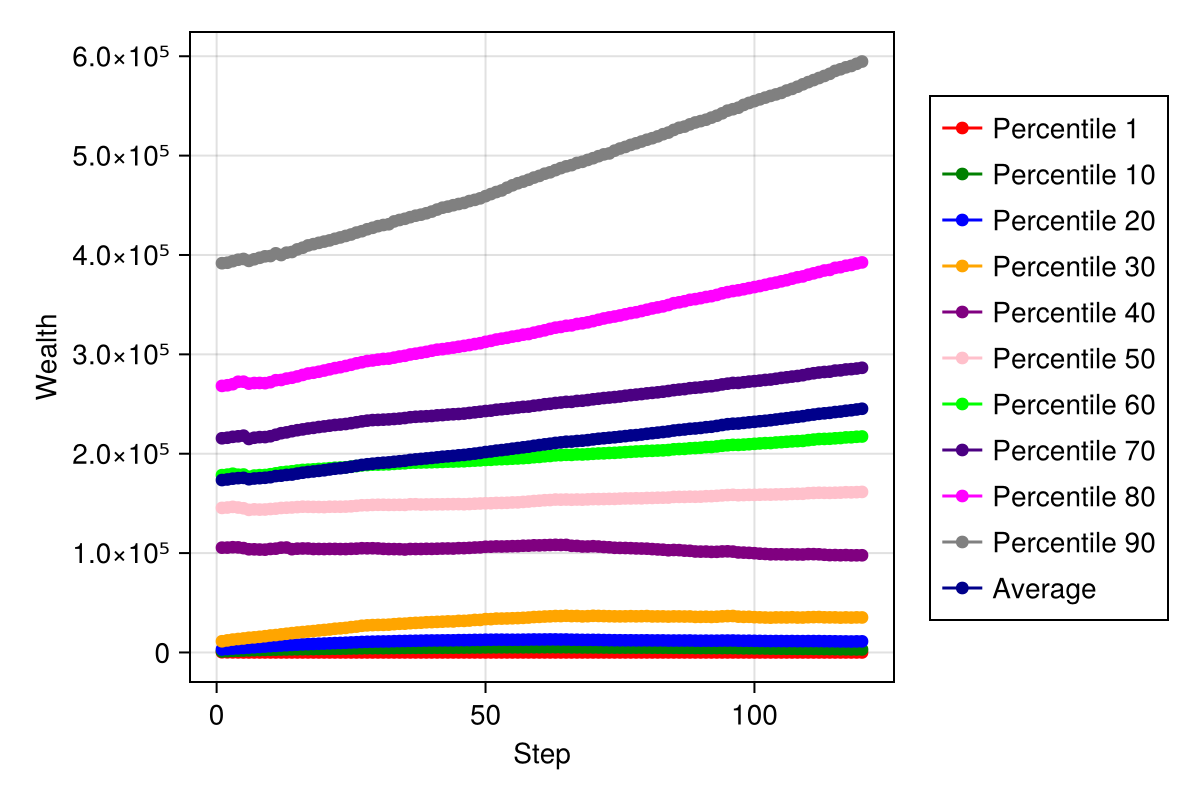 6.0×10⁵
5.0×10⁵
4.0×10⁵
3.0×10⁵
2.0×10⁵
1.0×10⁵
0
Wealth
0 50 100
Step
Percentile 1
Percentile 10
Percentile 20
Percentile 30
Percentile 40
Percentile 50
Percentile 60
Percentile 70
Percentile 80
Percentile 90
Average